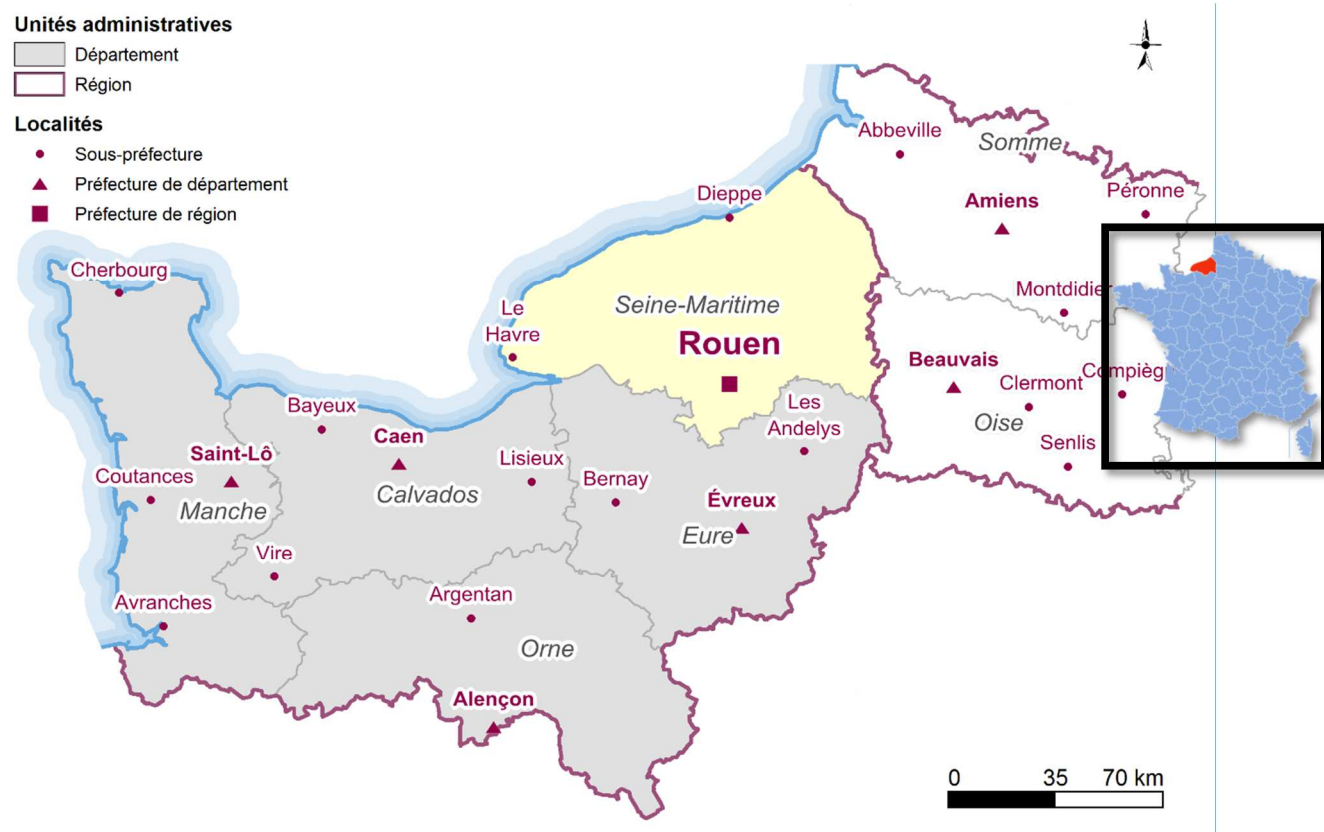 Unités administratives
Département
Région
Localités
Sous-préfecture
Préfecture de département
Préfecture de région
Abbeville
Somme
Péronne
Amiens
Dieppe
Cherbourg
Montdidier
Seine-Maritime
Le
Havre
Rouen
Beauvais
Clermont
Compiègn
Oise
Senlis
Les
Andelys
Bayeux
Caen
Saint-Lô
Lisieux
Coutances
Calvados
Bernay
Manche
Évreux
Eure
Vire
Avranches
Argentan
Orne
Alençon
0 35 70 km